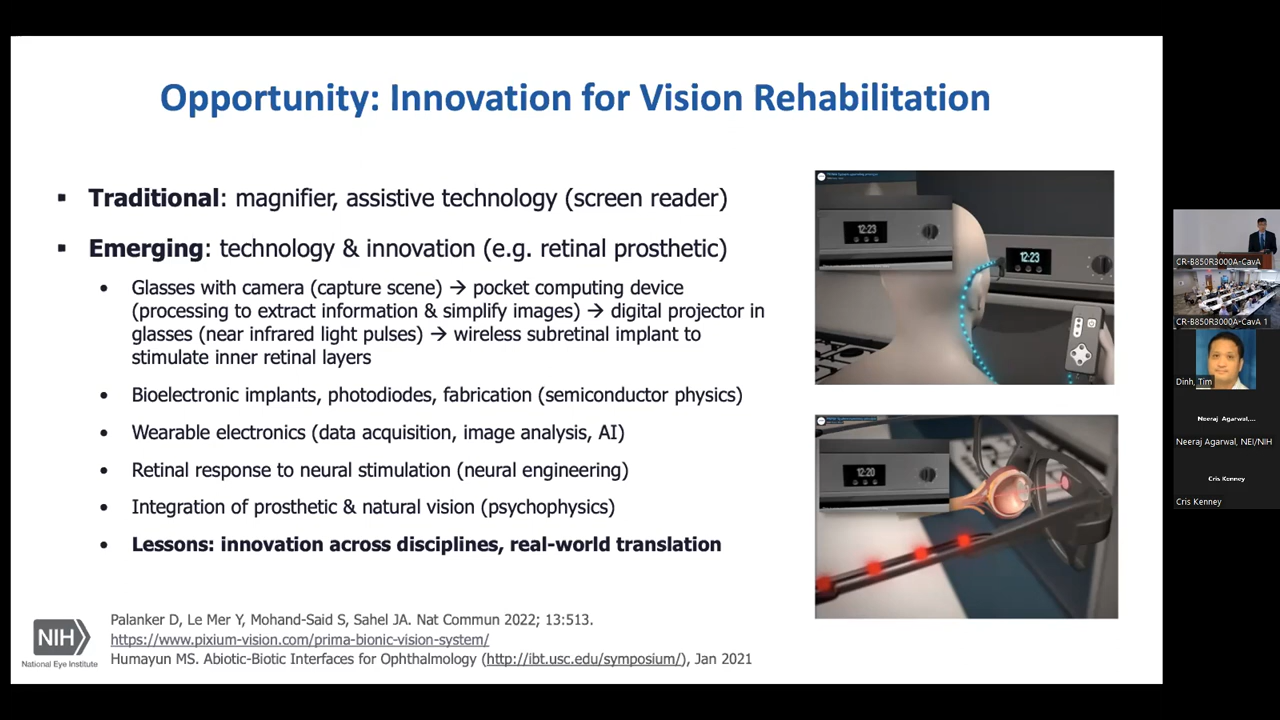 Opportunity: Innovation for Vision Rehabilitation
▪ Traditional: magnifier, assistive technology (screen reader)
▪ Emerging: technology & innovation (e.g. retinal prosthetic)
• Glasses with camera (capture scene) → pocket computing device
(processing to extract information & simplify images) → digital projector in
glasses (near infrared light pulses) → wireless subretinal implant to
stimulate inner retinal layers
• Bioelectronic implants, photodiodes, fabrication (semiconductor physics)
• Wearable electronics (data acquisition, image analysis, AI)
• Retinal response to neural stimulation (neural engineering)
• Integration of prosthetic & natural vision (psychophysics)
• Lessons: innovation across disciplines, real-world translation
12:23
12:23
12:20
NIH
National Eye Institute
Palanker D, Le Mer Y, Mohand-Said S, Sahel JA. Nat Commun 2022; 13:513.
https://www.pixium-vision.com/prima-bionic-vision-system/
Humayun MS. Abiotic-Biotic Interfaces for Ophthalmology (http://ibt.usc.edu/symposium/), Jan 2021
CR-B850R3000A-CavA
CR-B850R3000A-CavA 1
Dinh, Tim
Neeraj Agarwal,...
Neeraj Agarwal, NEI/NIH
Cris Kenney
Cris Kenney